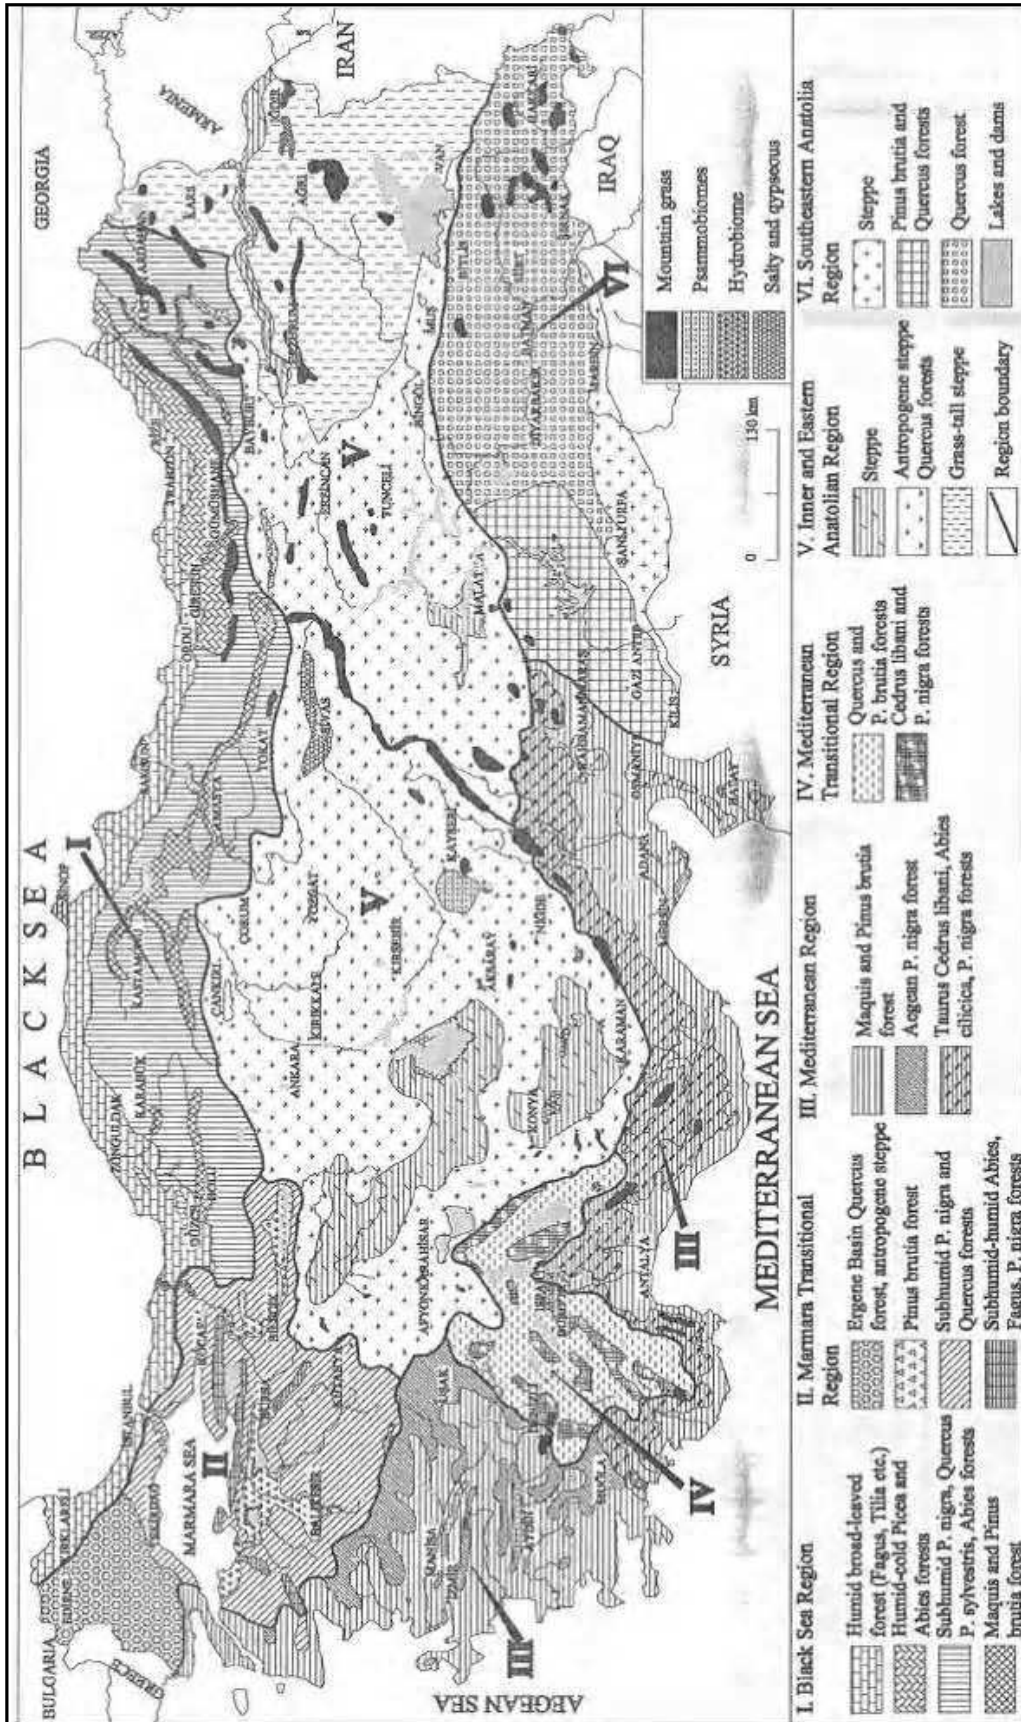 B L A C K S E A
BULGARIA
GREECE
GEORGIA
ARMENIA
IRAN
IRAQ
SYRIA
AEGEAN SEA
MARMARA SEA
MEDITERRANEAN SEA
I
II
III
III
IV
V
V
VI
EDIRNE
KIRKLARELI
TEKIRDAĞ
ISTANBUL
BURSA
BALIKESIR
BILECIK
KÜTAHYA
MANISA
IZMIR
AYDIN
MUĞLA
UŞAK
AFYONKARAHISAR
ANTALYA
ZONGULDAK
KARABÜK
BOLU
KASTAMONU
SINOP
SAMSUN
AMASYA
TOKAT
ORDU
GIRESUN
GÜMÜŞHANE
TRABZON
RIZE
BAYBURT
ARDAHAN
KARS
IĞDIR
AĞRI
VAN
MUŞ
BINGÖL
ERZINCAN
TUNCELI
SIVAS
MALATYA
ÇANKIRI
ÇORUM
YOZGAT
KIRIKKALE
KIRŞEHIR
ANKARA
KAYSERI
AKSARAY
NIĞDE
KONYA
KARAMAN
MERSIN
ADANA
OSMANIYE
HATAY
KAHRAMANMARAŞ
GAZI ANTEP
KILIS
ŞANLIURFA
DIYARBAKIR
BATMAN
MARDIN
SIIRT
BITLIS
ŞIRNAK
HAKKARI
0
130 km
Mountain grass
Psammobiomes
Hydrobiome
Salty and qypseous
I. Black Sea Region
Humid broad-leaved
forest (Fagus, Tilia etc.)
Humid-cold Picea and
Abies forests
Subhumid P. nigra, Quercus
P. sylvestris, Abies forests
Maquis and Pinus
brutia forest
II. Marmara Transitional
Region
Ergene Basin Quercus
forest, antropogene steppe
Pinus brutia forest
Subhumid P. nigra and
Quercus forests
Subhumid-humid Abies,
Fagus, P. nigra forests
III. Mediterranean Region
Maquis and Pinus brutia
forest
Aegean P. nigra forest
Taurus Cedrus libani, Abies
cilicica, P. nigra forests
IV. Mediterranean
Transitional Region
Quercus and
P. brutia forests
Cedrus libani and
P. nigra forests
V. Inner and Eastern
Anatolian Region
Steppe
Antropogene steppe
Quercus forests
Grass-tall steppe
Region boundary
VI. Southeastern Anatolia
Region
Steppe
Pinus brutia and
Quercus forests
Quercus forest
Lakes and dams